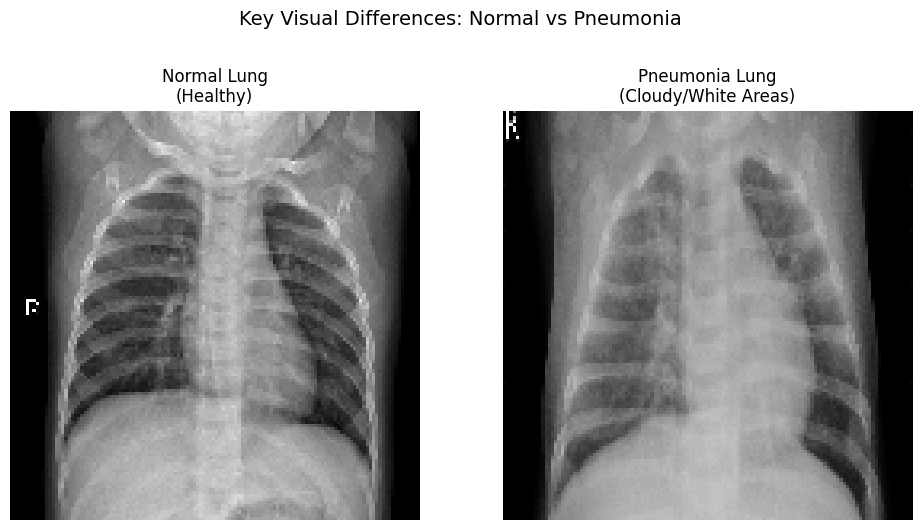 Key Visual Differences: Normal vs Pneumonia
Normal Lung
(Healthy)
Pneumonia Lung
(Cloudy/White Areas)
R